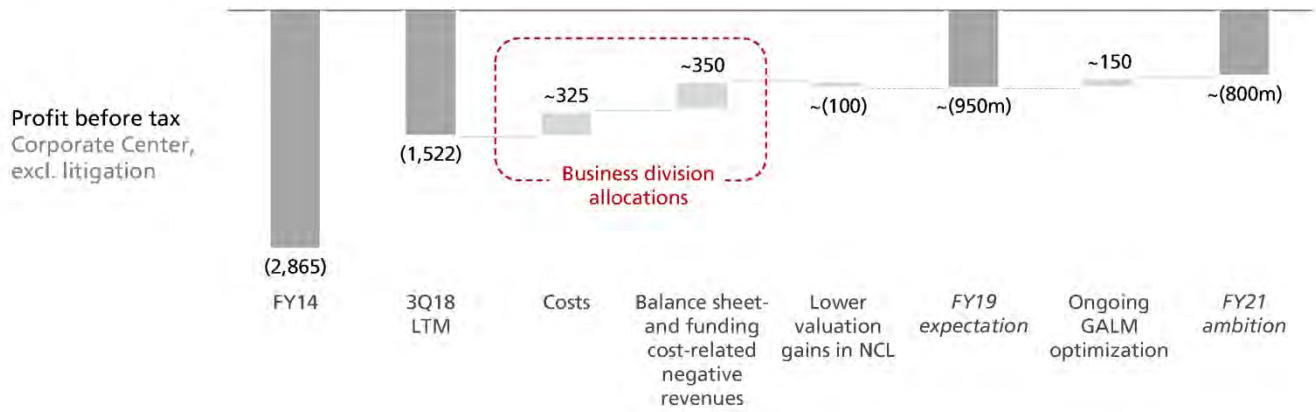 Profit before tax
Corporate Center,
excl. litigation
(2,865)
(1,522)
~325
~350
~(100)
~(950m)
~150
~(800m)
Business division
allocations
FY14
3Q18
LTM
Costs
Balance sheet-
and funding
cost-related
negative
revenues
Lower
valuation
gains in NCL
FY19
expectation
Ongoing
GALM
optimization
FY21
ambition